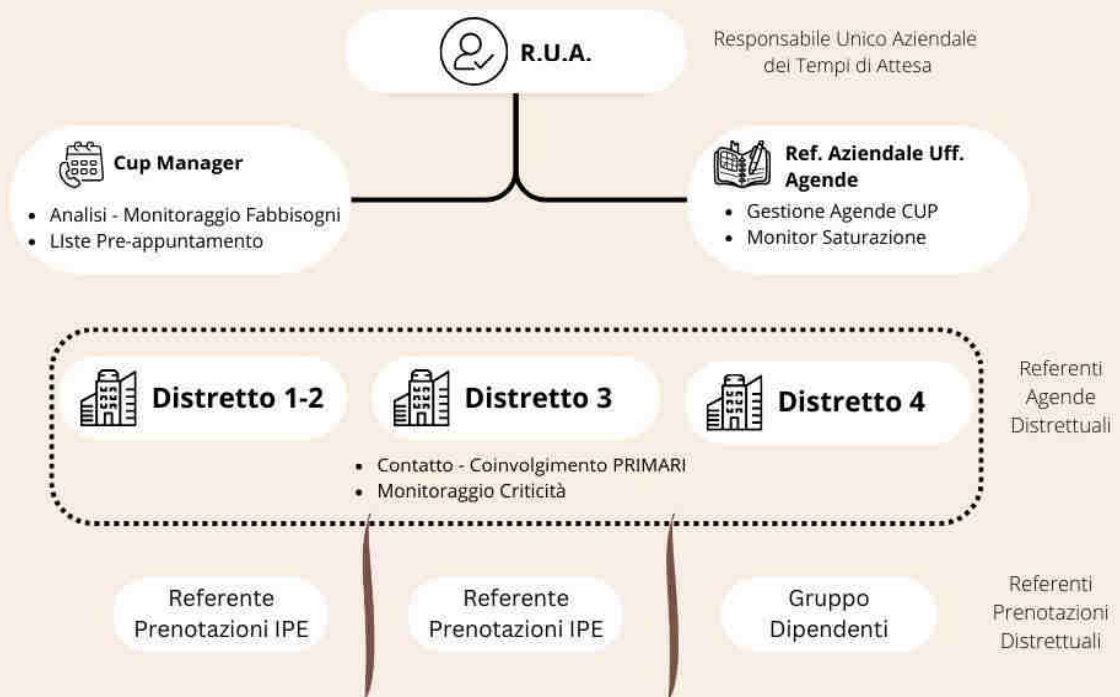 R.U.A.
Responsabile Unico Aziendale
dei Tempi di Attesa
Cup Manager
• Analisi - Monitoraggio Fabbisogni
• LIste Pre-appuntamento
Ref. Aziendale Uff.
Agende
• Gestione Agende CUP
• Monitor Saturazione
Distretto 1-2
Distretto 3
Distretto 4
• Contatto - Coinvolgimento PRIMARI
• Monitoraggio Criticità
Referenti
Agende
Distrettuali
Referente
Prenotazioni IPE
Referente
Prenotazioni IPE
Gruppo
Dipendenti
Referenti
Prenotazioni
Distrettuali